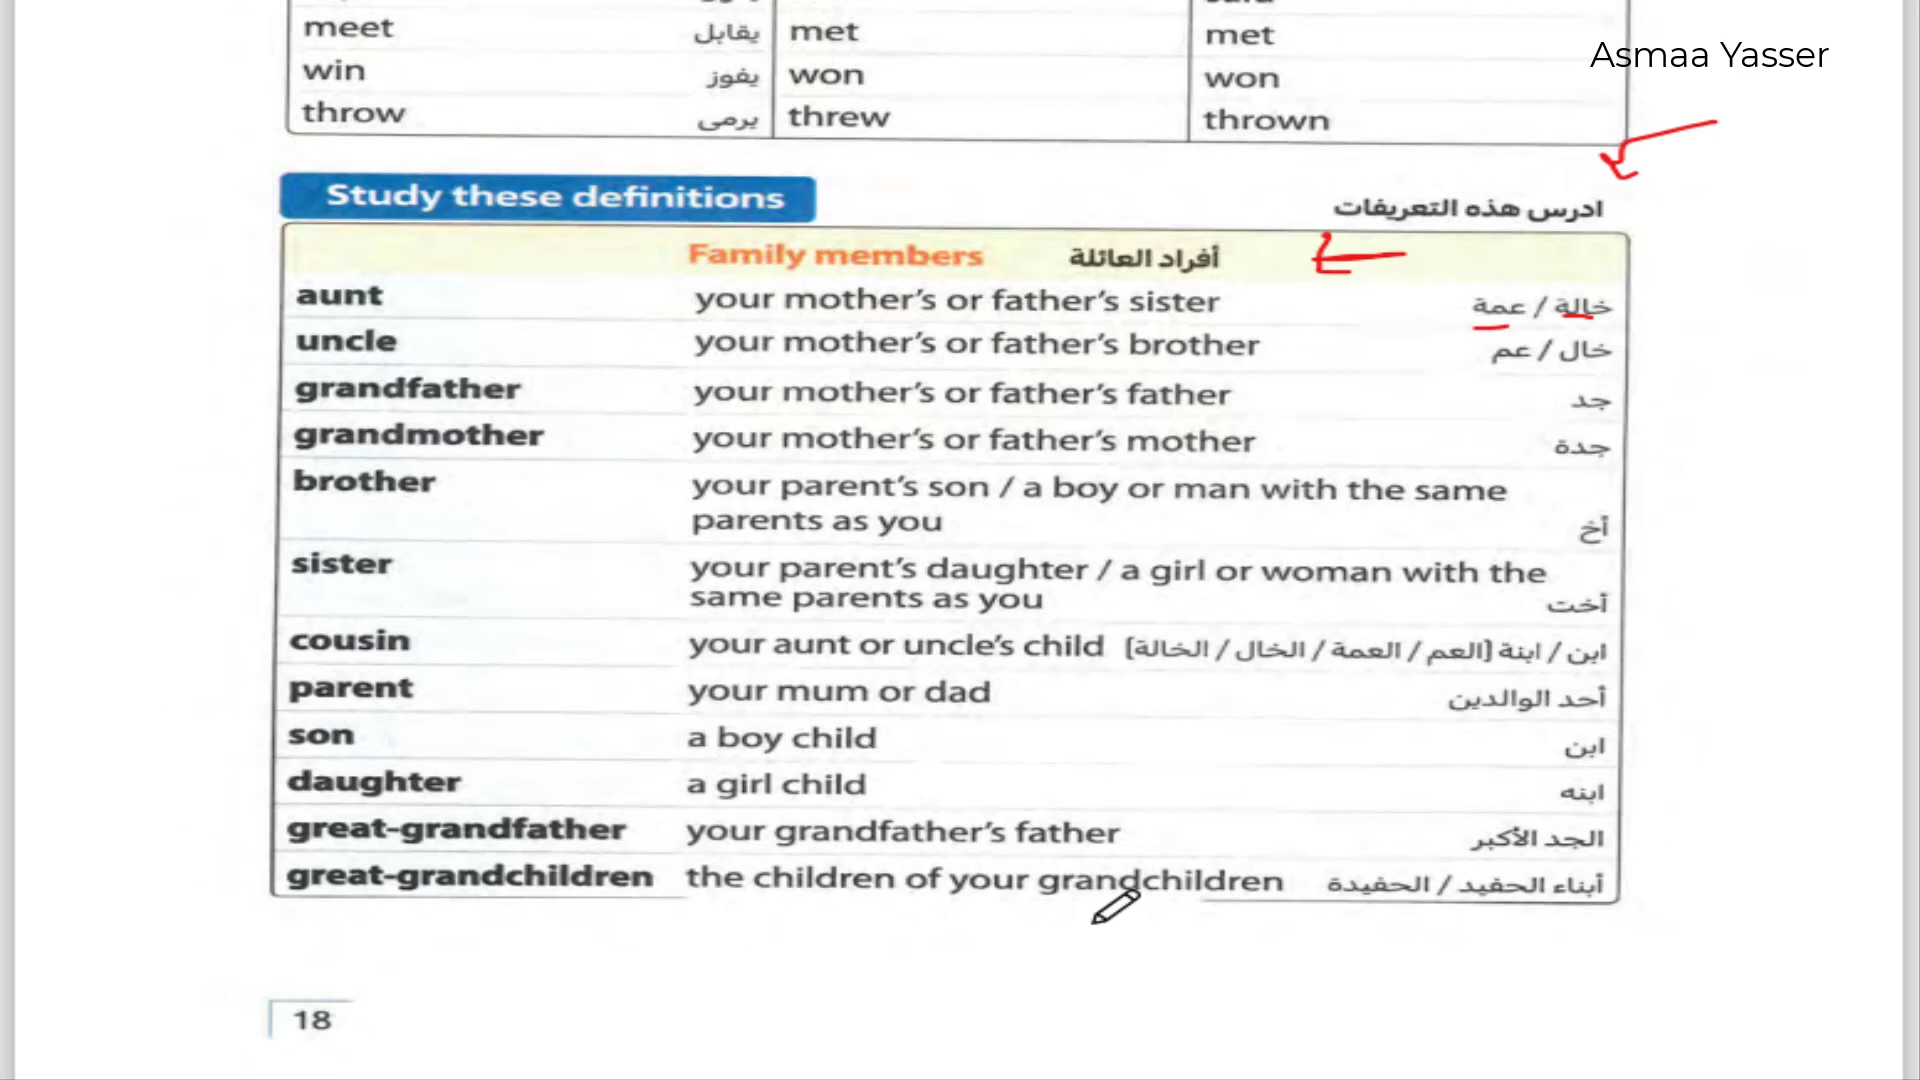 meet يقابل met met
Asmaa Yasser
win يفوز won won
throw يرمى threw thrown
Study these definitions ادرس هذه التعريفات
Family members أفراد العائلة
aunt your mother's or father's sister خالة / عمة
uncle your mother's or father's brother خال / عم
grandfather your mother's or father's father جد
grandmother your mother's or father's mother جدة
brother your parent's son / a boy or man with the same
parents as you أخ
sister your parent's daughter / a girl or woman with the
same parents as you أخت
cousin your aunt or uncle's child ابن / ابنة [العم / العمة / الخال / الخالة]
parent your mum or dad أحد الوالدين
son a boy child ابن
daughter a girl child ابنه
great-grandfather your grandfather's father الجد الأكبر
great-grandchildren the children of your grandchildren أبناء الحفيد / الحفيدة
18